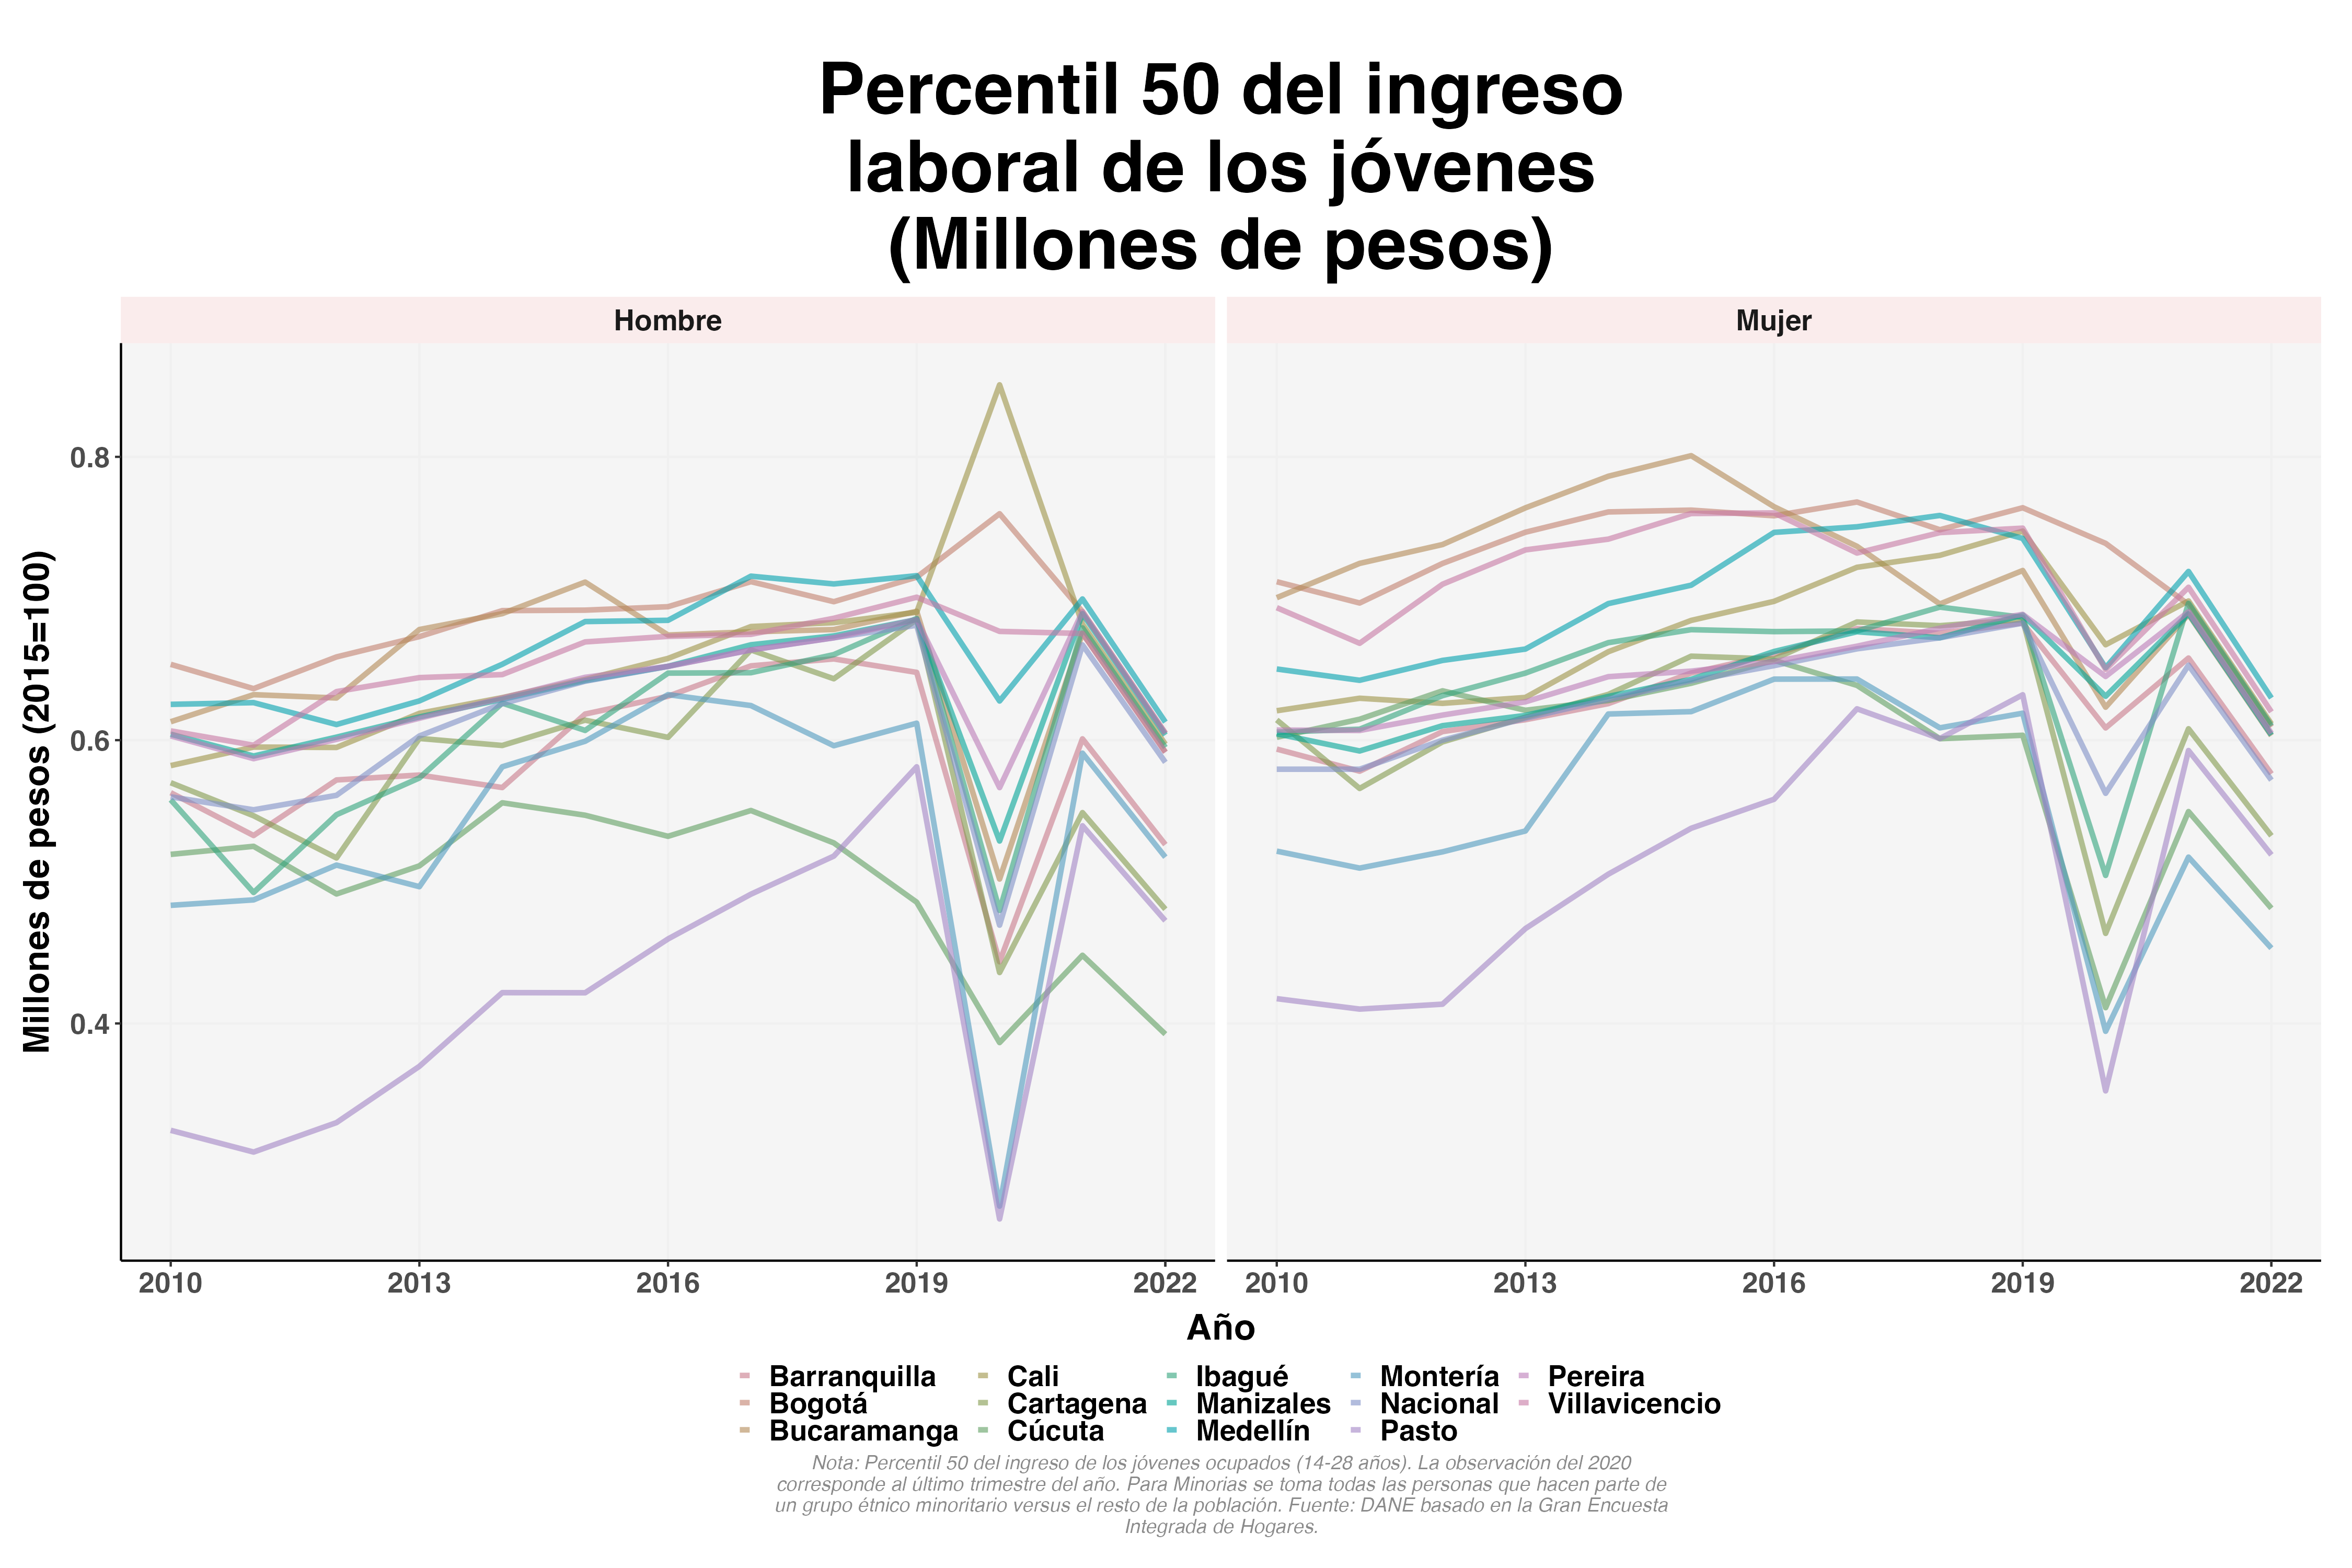 Percentil 50 del ingreso
laboral de los jóvenes
(Millones de pesos)
Hombre
Mujer
Millones de pesos (2015=100)
0.8
0.6
0.4
2010
2013
2016
2019
2022
2010
2013
2016
2019
2022
Año
Barranquilla
Bogotá
Bucaramanga
Cali
Cartagena
Cúcuta
Ibagué
Manizales
Medellín
Montería
Nacional
Pasto
Pereira
Villavicencio
Nota: Percentil 50 del ingreso de los jóvenes ocupados (14-28 años). La observación del 2020
corresponde al último trimestre del año. Para Minorias se toma todas las personas que hacen parte de
un grupo étnico minoritario versus el resto de la población. Fuente: DANE basado en la Gran Encuesta
Integrada de Hogares.